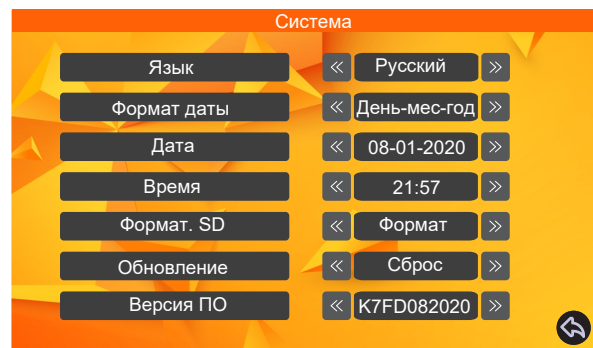 Система
Язык « Русский »
Формат даты « День-мес-год »
Дата « 08-01-2020 »
Время « 21:57 »
Формат. SD « Формат »
Обновление « Сброс »
Версия ПО « K7FD082020 »